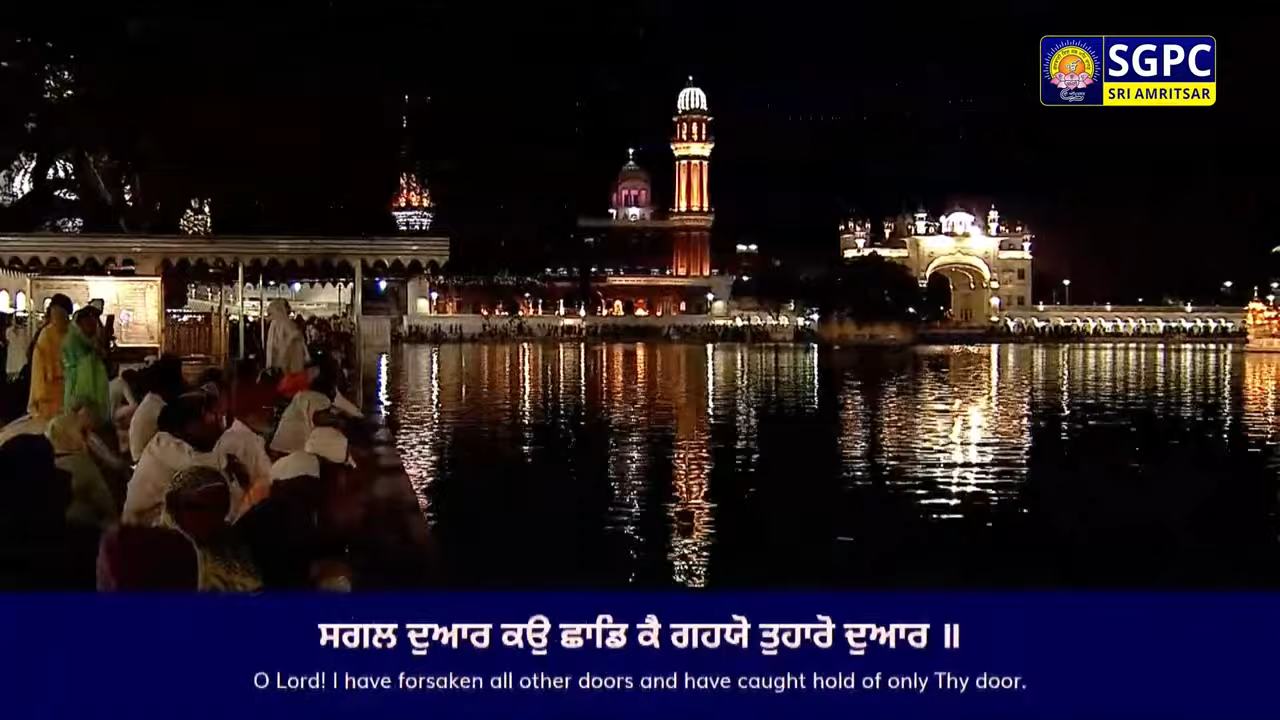 SGPC
SRI AMRITSAR
ਸਗਲ ਦੁਆਰ ਕਉ ਛਾਡਿ ਕੈ ਗਹਯੋ ਤੁਹਾਰੋ ਦੁਆਰ ॥
O Lord! I have forsaken all other doors and have caught hold of only Thy door.